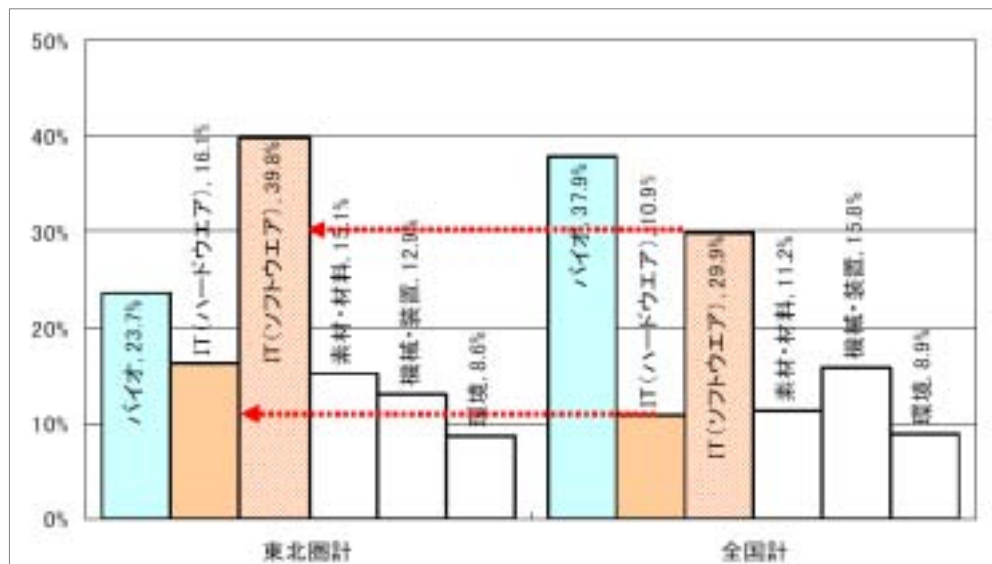 50%
40%
30%
20%
10%
0%
バイオ, 23.7%
IT(ハードウエア), 16.1%
IT(ソフトウエア), 39.8%
素材・材料, 15.1%
機械・装置, 12.9%
環境, 8.6%
バイオ, 37.9%
IT(ハードウエア), 10.9%
IT(ソフトウエア), 29.9%
素材・材料, 11.2%
機械・装置, 15.8%
環境, 8.9%
東北圏計
全国計